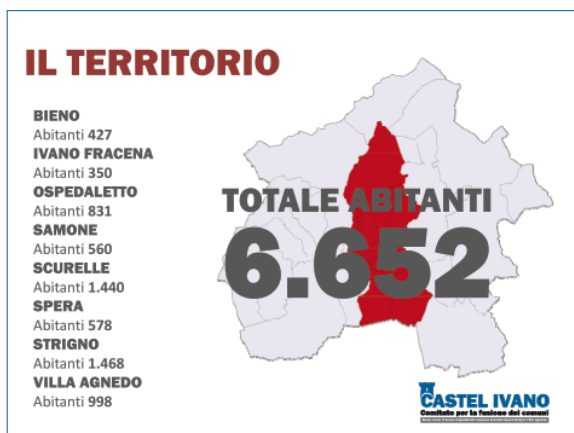 IL TERRITORIO
BIENO
Abitanti 427
IVANO FRACENA
Abitanti 350
OSPEDALETTO
Abitanti 831
SAMONE
Abitanti 560
SCURELLE
Abitanti 1.440
SPERA
Abitanti 578
STRIGNO
Abitanti 1.468
VILLA AGNEDO
Abitanti 998
TOTALE ABITANTI
6.652
CASTEL IVANO
Comitato per la fusione dei comuni